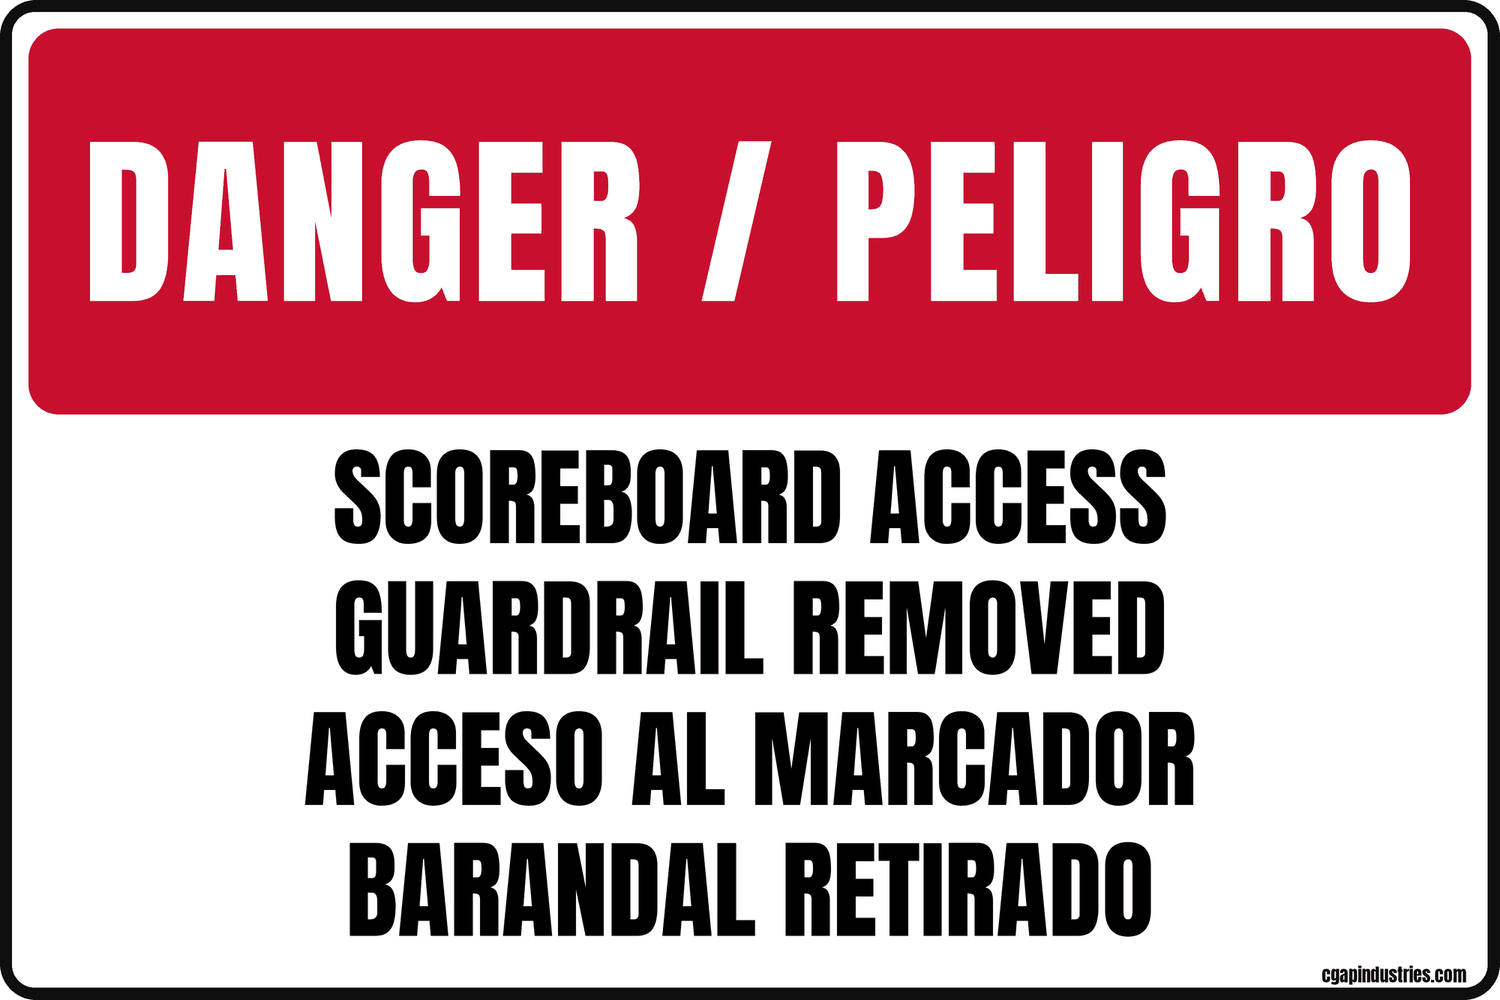 DANGER / PELIGRO
SCOREBOARD ACCESS
GUARDRAIL REMOVED
ACCESO AL MARCADOR
BARANDAL RETIRADO
cgapindustries.com